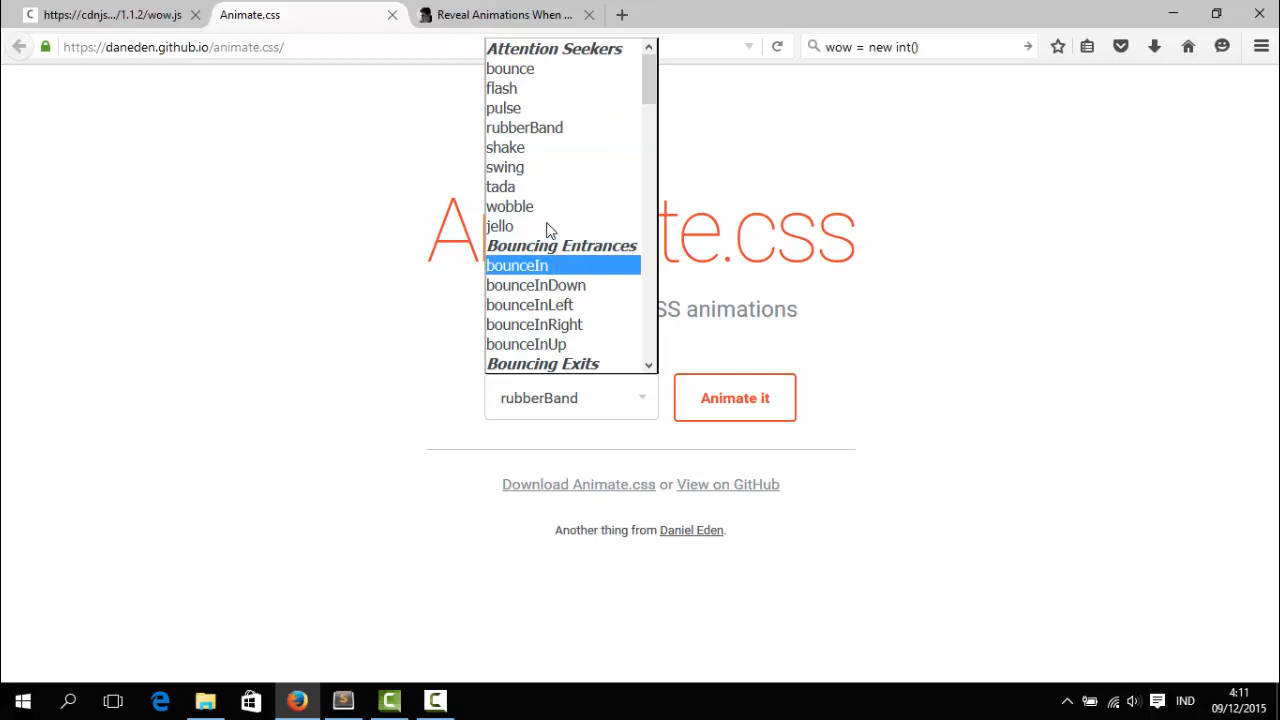 https://cdnjs.../1.1.2/wow.js
Animate.css
Reveal Animations When ...
https://daneden.github.io/animate.css/
wow = new int()
Attention Seekers
bounce
flash
pulse
rubberBand
shake
swing
tada
wobble
jello
Bouncing Entrances
bounceIn
bounceInDown
bounceInLeft
bounceInRight
bounceInUp
Bouncing Exits
A te.css
SS animations
rubberBand
Animate it
Download Animate.css or View on GitHub
Another thing from Daniel Eden.
IND
4:11
09/12/2015